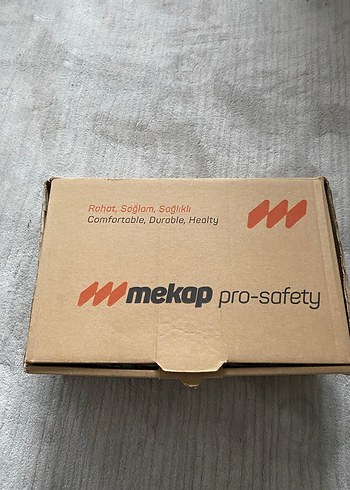 Rahat, Sağlam, Sağlıklı
Comfortable, Durable, Healty
mekap pro-safety